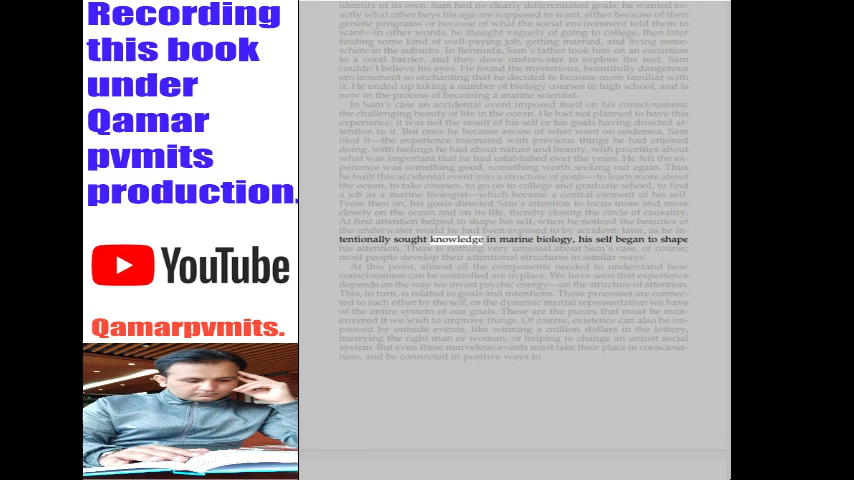 Recording
this book
under
Qamar
pvmits
production.
YouTube
Qamarpvmits.
identity of its own. Sam had no clearly differentiated goals; he wanted ex-
actly what other boys his age are supposed to want, either because of their
genetic programs or because of what the social environment told them to
want—in other words, he thought vaguely of going to college, then later
finding some kind of well-paying job, getting married, and living some-
where in the suburbs. In Bermuda, Sam's father took him on an excursion
to a coral barrier, and they dove underwater to explore the reef. Sam
couldn't believe his eyes. He found the mysterious, beautifully dangerous
environment so enchanting that he decided to become more familiar with
it. He ended up taking a number of biology courses in high school, and is
now in the process of becoming a marine scientist.
In Sam's case an accidental event imposed itself on his consciousness:
the challenging beauty of life in the ocean. He had not planned to have this
experience; it was not the result of his self or his goals having directed at-
tention to it. But once he became aware of what went on undersea, Sam
liked it—the experience resonated with previous things he had enjoyed
doing, with feelings he had about nature and beauty, with priorities about
what was important that he had established over the years. He felt the ex-
perience was something good, something worth seeking out again. Thus
he built this accidental event into a structure of goals—to learn more about
the ocean, to take courses, to go on to college and graduate school, to find
a job as a marine biologist—which became a central element of his self.
From then on, his goals directed Sam's attention to focus more and more
closely on the ocean and on its life, thereby closing the circle of causality.
At first attention helped to shape his self, when he noticed the beauties of
the underwater world he had been exposed to by accident; later, as he in-
tentionally sought knowledge in marine biology, his self began to shape
his attention. There is nothing very unusual about Sam's case, of course;
most people develop their attentional structures in similar ways.
At this point, almost all the components needed to understand how
consciousness can be controlled are in place. We have seen that experience
depends on the way we invest psychic energy—on the structure of attention.
This, in turn, is related to goals and intentions. These processes are connec-
ted to each other by the self, or the dynamic mental representation we have
of the entire system of our goals. These are the pieces that must be man-
euvered if we wish to improve things. Of course, existence can also be im-
proved by outside events, like winning a million dollars in the lottery,
marrying the right man or woman, or helping to change an unjust social
system. But even these marvelous events must take their place in conscious-
ness, and be connected in positive ways to